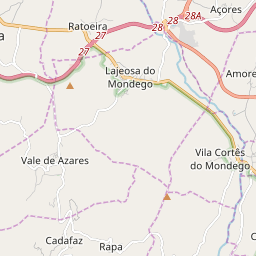 Açores
28
28A
28
Ratoeira
27
27
Lajeosa do
Mondego
Amore
a
Vila Cortês
do Mondego
Vale de Azares
Cadafaz
Rapa
C